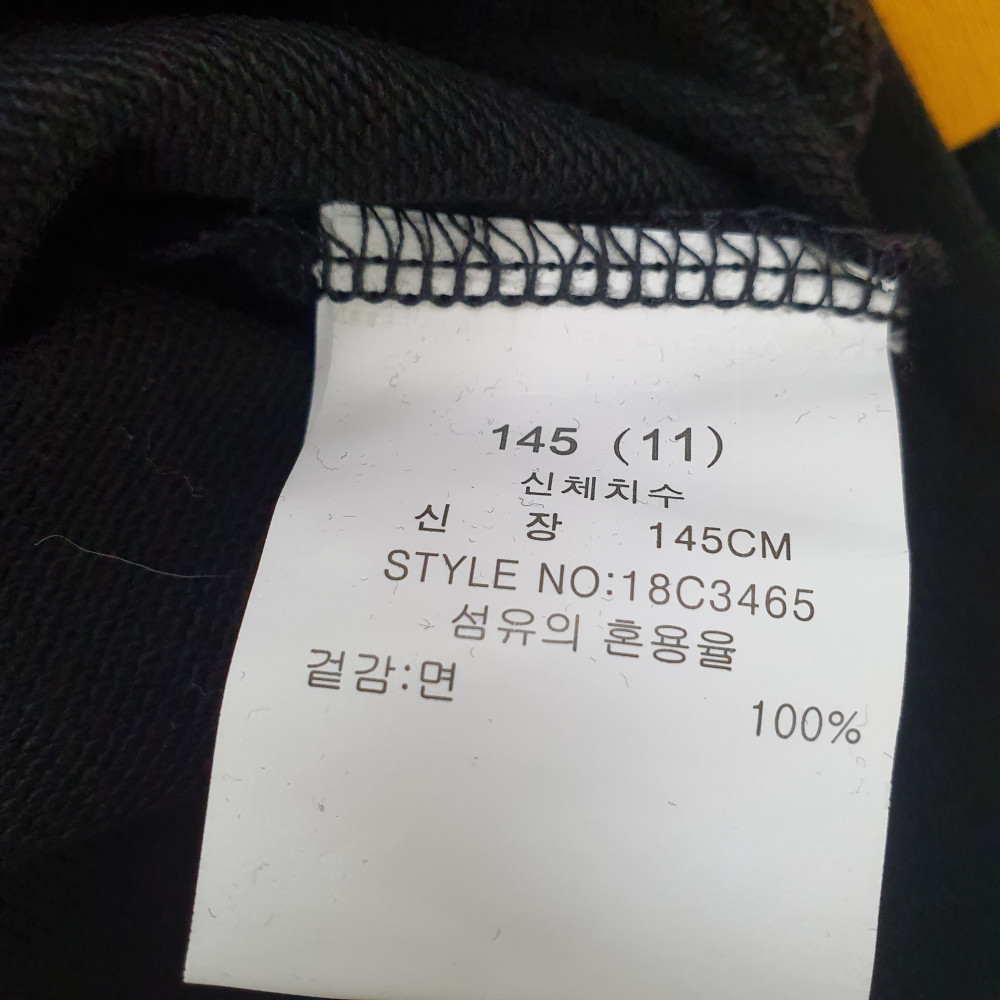 145 (11)
신체치수
신 장 145CM
STYLE NO:18C3465
섬유의 혼용율
겉감:면
100%